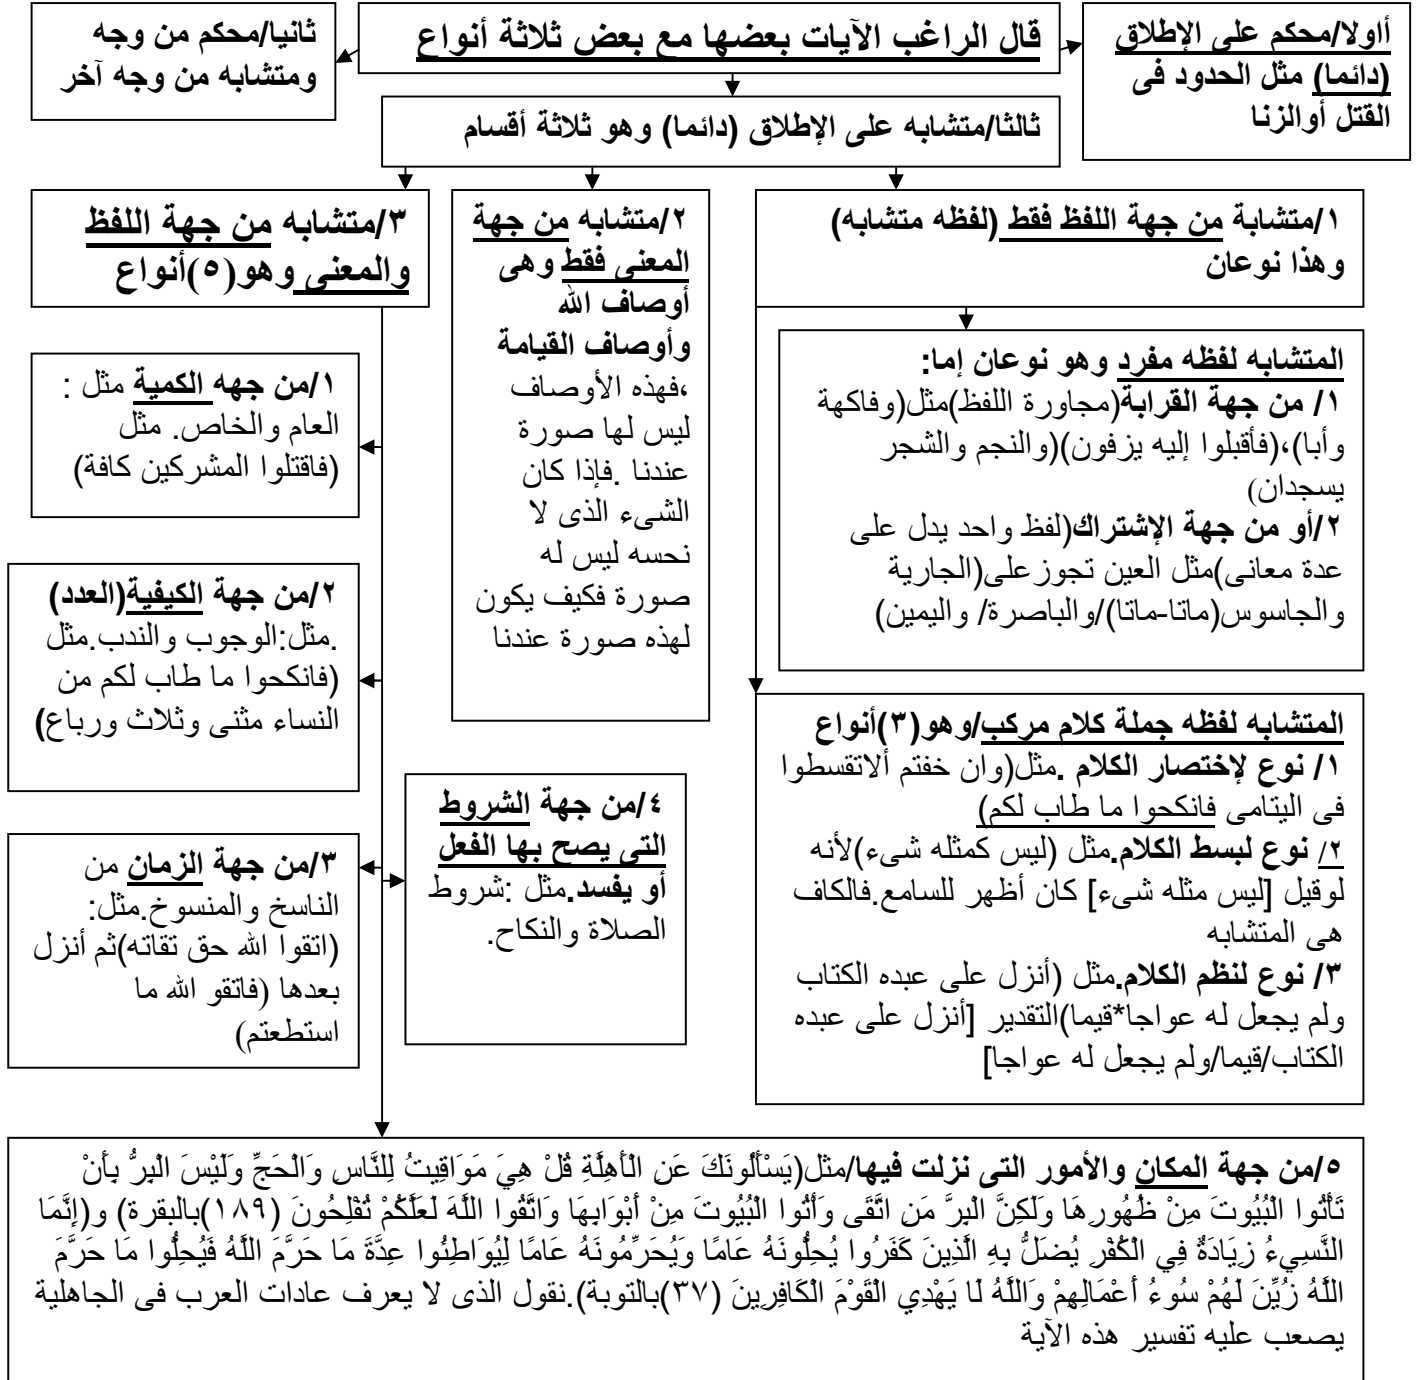 قال الراغب الآيات بعضها مع بعض ثلاثة أنواع
أاولا/محكم على الإطلاق
(دائما) مثل الحدود فى
القتل أوالزنا
ثانيا/محكم من وجه
ومتشابه من وجه آخر
ثالثا/متشابه على الإطلاق (دائما) وهو ثلاثة أقسام
١/متشابة من جهة اللفظ فقط (لفظه متشابه)
وهذا نوعان
المتشابه لفظه مفرد وهو نوعان إما:
١/ من جهة القرابة(مجاورة اللفظ)مثل(وفاكهة
وأبا)،(فأقبلوا إليه يزفون)(والنجم والشجر
يسجدان)
٢/أو من جهة الإشتراك(لفظ واحد يدل على
عدة معانى)مثل العين تجوزعلى(الجارية
والجاسوس(ماتا-ماتا)/والباصرة/ واليمين)
المتشابه لفظه جملة كلام مركب/وهو(٣)أنواع
١/ نوع لإختصار الكلام .مثل(وان خفتم ألاتقسطوا
فى اليتامى فانكحوا ما طاب لكم)
٢/ نوع لبسط الكلام.مثل (ليس كمثله شىء)لأنه
لوقيل [ليس مثله شىء] كان أظهر للسامع.فالكاف
هى المتشابه
٣/ نوع لنظم الكلام.مثل (أنزل على عبده الكتاب
ولم يجعل له عواجا*قيما)التقدير [أنزل على عبده
الكتاب/قيما/ولم يجعل له عواجا]
٢/متشابه من جهة
المعنى فقط وهى
أوصاف الله
وأوصاف القيامة
،فهذه الأوصاف
ليس لها صورة
عندنا .فإذا كان
الشىء الذى لا
نحسه ليس له
صورة فكيف يكون
لهذه صورة عندنا
٣/متشابه من جهة اللفظ
والمعنى وهو(٥)أنواع
١/من جهه الكمية مثل :
العام والخاص. مثل
(فاقتلوا المشركين كافة)
٢/من جهة الكيفية(العدد)
.مثل:الوجوب والندب.مثل
(فانكحوا ما طاب لكم من
النساء مثنى وثلاث ورباع)
٣/من جهة الزمان من
الناسخ والمنسوخ.مثل:
(اتقوا الله حق تقاته)ثم أنزل
بعدها (فاتقو الله ما
استطعتم)
٤/من جهة الشروط
التى يصح بها الفعل
أو يفسد.مثل :شروط
الصلاة والنكاح.
٥/من جهة المكان والأمور التى نزلت فيها/مثل(يَسْأَلُونَكَ عَنِ الْأَهِلَّةِ قُلْ هِيَ مَوَاقِيتُ لِلنَّاسِ وَالْحَجِّ وَلَيْسَ الْبِرُّ بِأَنْ
تَأْتُوا الْبُيُوتَ مِنْ ظُهُورِهَا وَلَكِنَّ الْبِرَّ مَنِ اتَّقَى وَأْتُوا الْبُيُوتَ مِنْ أَبْوَابِهَا وَاتَّقُوا اللَّهَ لَعَلَّكُمْ تُفْلِحُونَ (١٨٩)بالبقرة) و(إِنَّمَا
النَّسِيءُ زِيَادَةٌ فِي الْكُفْرِ يُضَلُّ بِهِ الَّذِينَ كَفَرُوا يُحِلُّونَهُ عَامًا وَيُحَرِّمُونَهُ عَامًا لِيُوَاطِئُوا عِدَّةَ مَا حَرَّمَ اللَّهُ فَيُحِلُّوا مَا حَرَّمَ
اللَّهُ زُيِّنَ لَهُمْ سُوءُ أَعْمَالِهِمْ وَاللَّهُ لَا يَهْدِي الْقَوْمَ الْكَافِرِينَ (٣٧)بالتوبة).نقول الذى لا يعرف عادات العرب فى الجاهلية
يصعب عليه تفسير هذه الآية